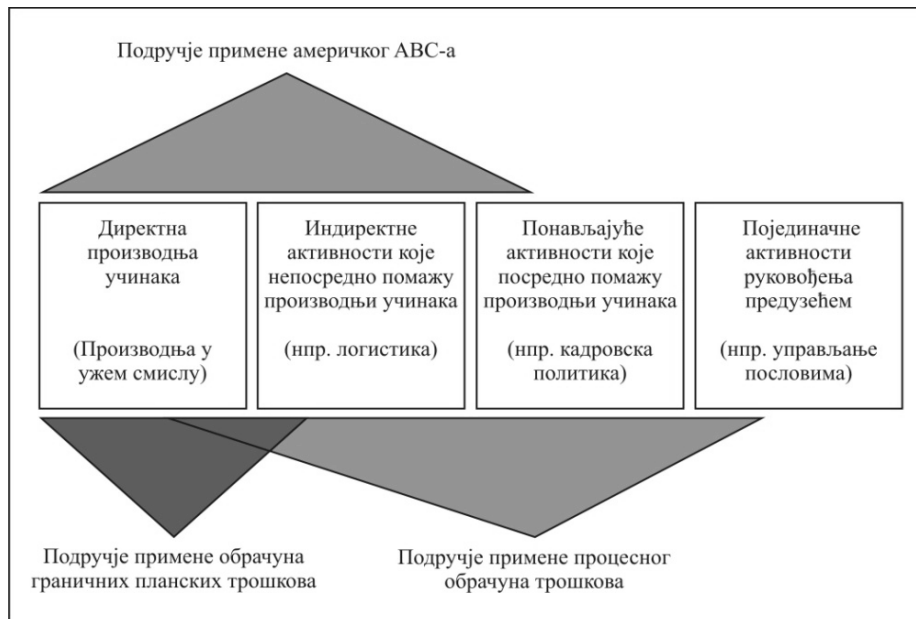 Подручје примене америчког ABC-а
Директна
производња
учинака
(Производња у
ужем смислу)
Индиректне
активности које
непосредно помажу
производњи учинака
(нпр. логистика)
Понављајуће
активности које
посредно помажу
производњи учинака
(нпр. кадровска
политика)
Појединачне
активности
руковођења
предузећем
(нпр. управљање
пословима)
Подручје примене обрачуна
граничних планских трошкова
Подручје примене процесног
обрачуна трошкова